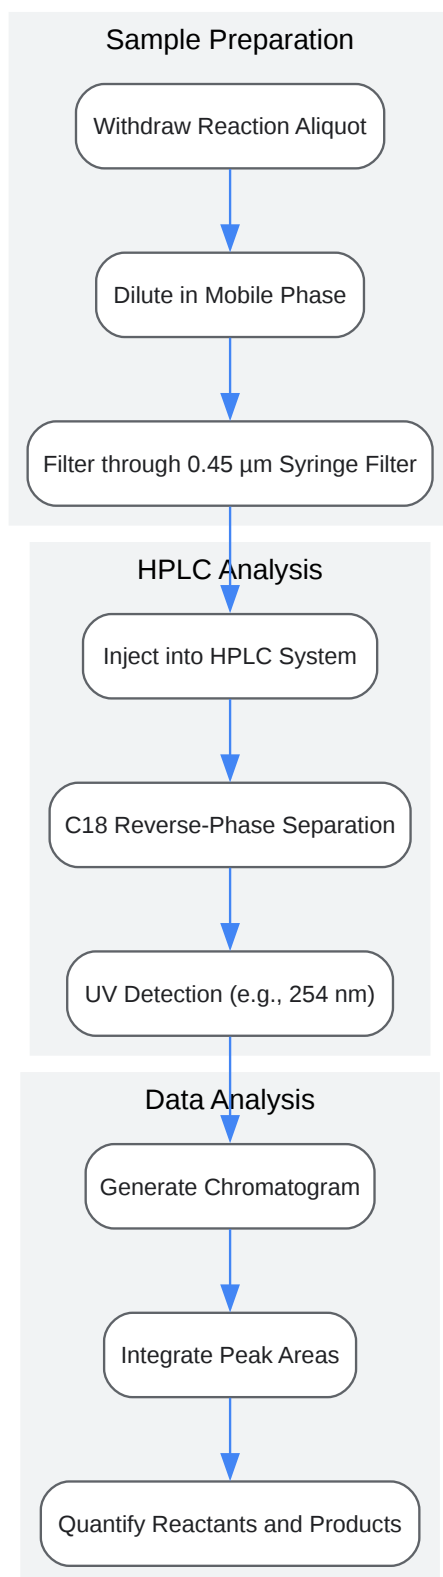 Sample Preparation
Withdraw Reaction Aliquot
Dilute in Mobile Phase
Filter through 0.45 µm Syringe Filter
HPLC Analysis
Inject into HPLC System
C18 Reverse-Phase Separation
UV Detection (e.g., 254 nm)
Data Analysis
Generate Chromatogram
Integrate Peak Areas
Quantify Reactants and Products